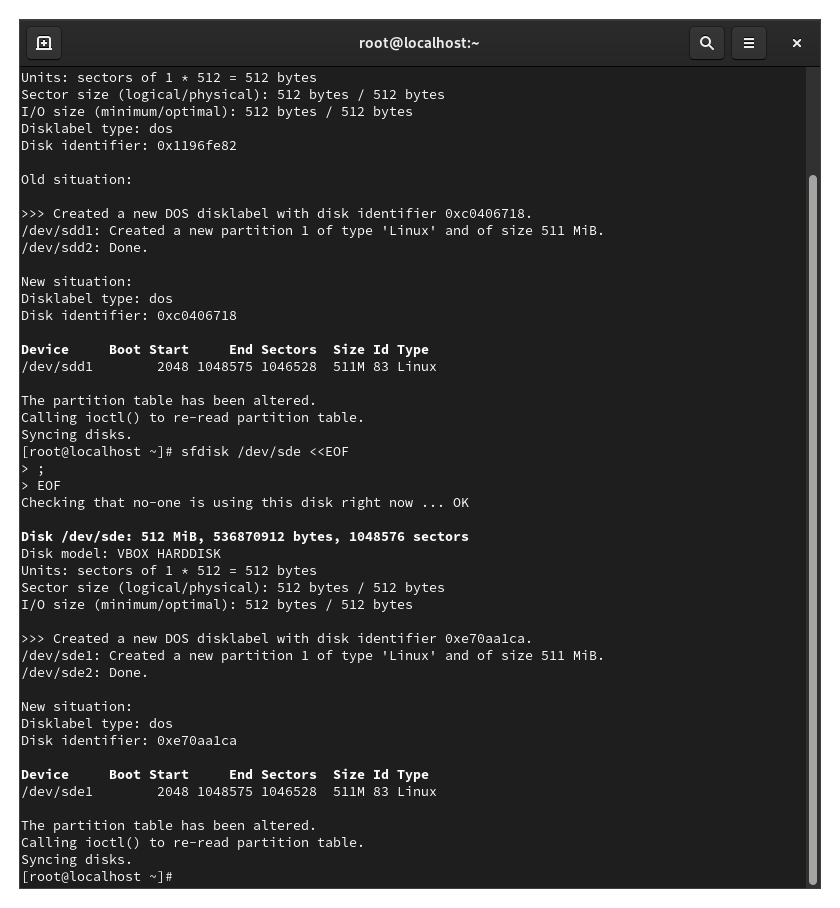 root@localhost:~
Units: sectors of 1 * 512 = 512 bytes
Sector size (logical/physical): 512 bytes / 512 bytes
I/O size (minimum/optimal): 512 bytes / 512 bytes
Disklabel type: dos
Disk identifier: 0x1196fe82
Old situation:
>>> Created a new DOS disklabel with disk identifier 0xc0406718.
/dev/sdd1: Created a new partition 1 of type 'Linux' and of size 511 MiB.
/dev/sdd2: Done.
New situation:
Disklabel type: dos
Disk identifier: 0xc0406718
Device     Boot Start     End Sectors  Size Id Type
/dev/sdd1        2048 1048575 1046528  511M 83 Linux
The partition table has been altered.
Calling ioctl() to re-read partition table.
Syncing disks.
[root@localhost ~]# sfdisk /dev/sde <<EOF
> ;
> EOF
Checking that no-one is using this disk right now ... OK
Disk /dev/sde: 512 MiB, 536870912 bytes, 1048576 sectors
Disk model: VBOX HARDDISK
Units: sectors of 1 * 512 = 512 bytes
Sector size (logical/physical): 512 bytes / 512 bytes
I/O size (minimum/optimal): 512 bytes / 512 bytes
>>> Created a new DOS disklabel with disk identifier 0xe70aa1ca.
/dev/sde1: Created a new partition 1 of type 'Linux' and of size 511 MiB.
/dev/sde2: Done.
New situation:
Disklabel type: dos
Disk identifier: 0xe70aa1ca
Device     Boot Start     End Sectors  Size Id Type
/dev/sde1        2048 1048575 1046528  511M 83 Linux
The partition table has been altered.
Calling ioctl() to re-read partition table.
Syncing disks.
[root@localhost ~]#